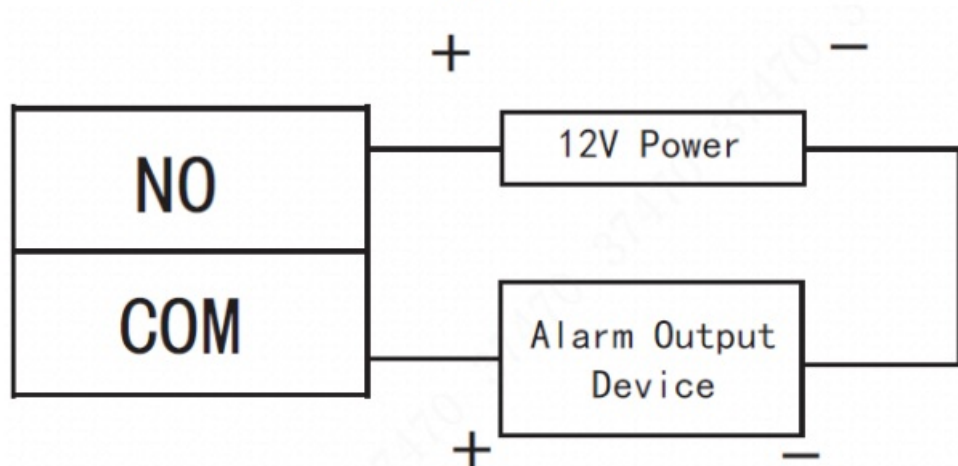 + −
NO
12V Power
COM
Alarm Output
Device
+ −